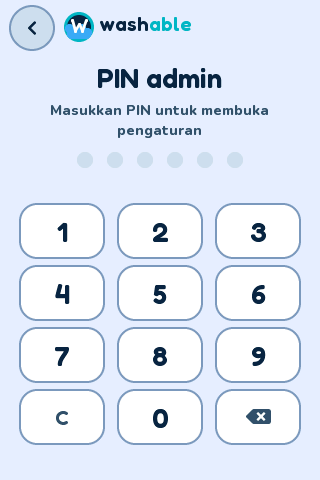 washable
PIN admin
Masukkan PIN untuk membuka
pengaturan
1 2 3
4 5 6
7 8 9
C 0